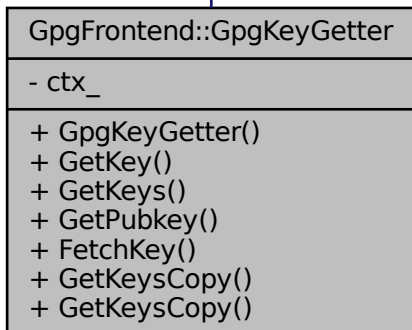 GpgFrontend::GpgKeyGetter
- ctx_
+ GpgKeyGetter()
+ GetKey()
+ GetKeys()
+ GetPubkey()
+ FetchKey()
+ GetKeysCopy()
+ GetKeysCopy()